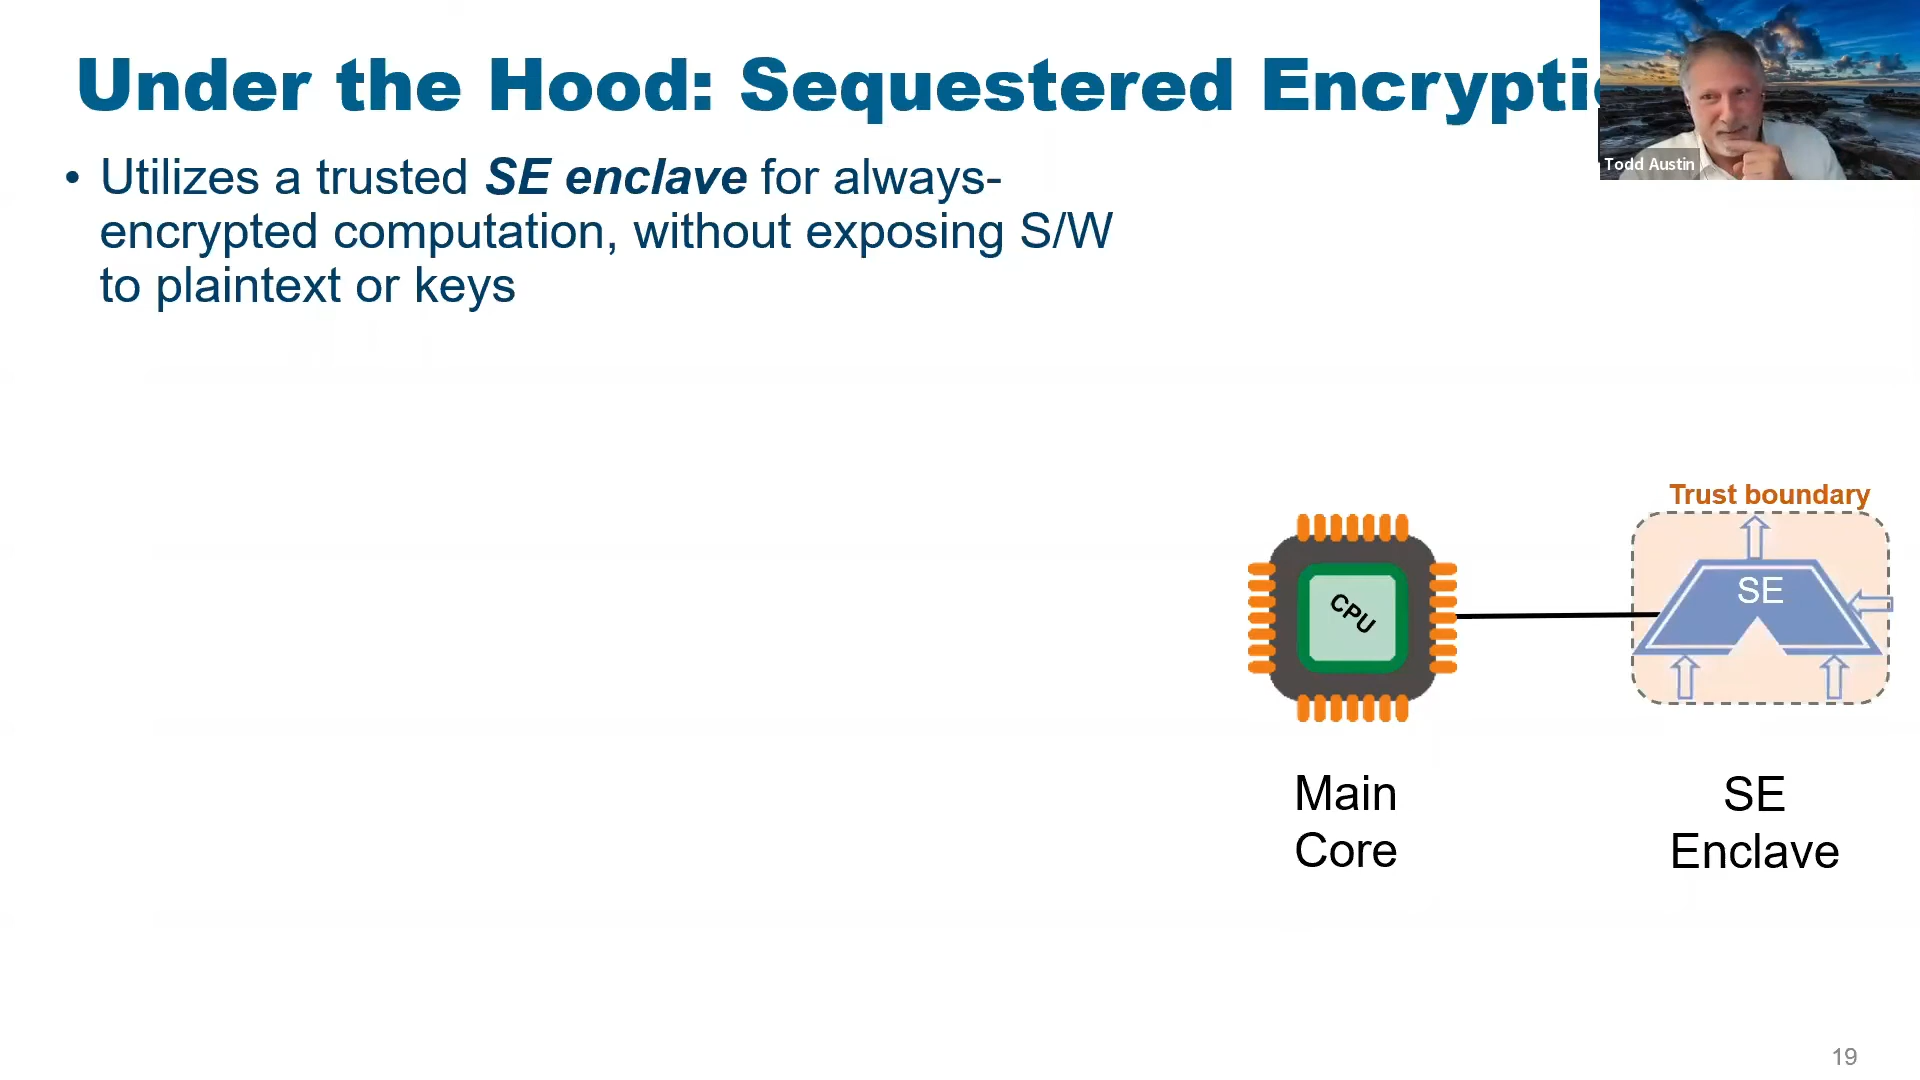 Under the Hood: Sequestered Encrypti
Todd Austin
• Utilizes a trusted SE enclave for always-
encrypted computation, without exposing S/W
to plaintext or keys
Trust boundary
CPU
SE
Main
Core
SE
Enclave
19